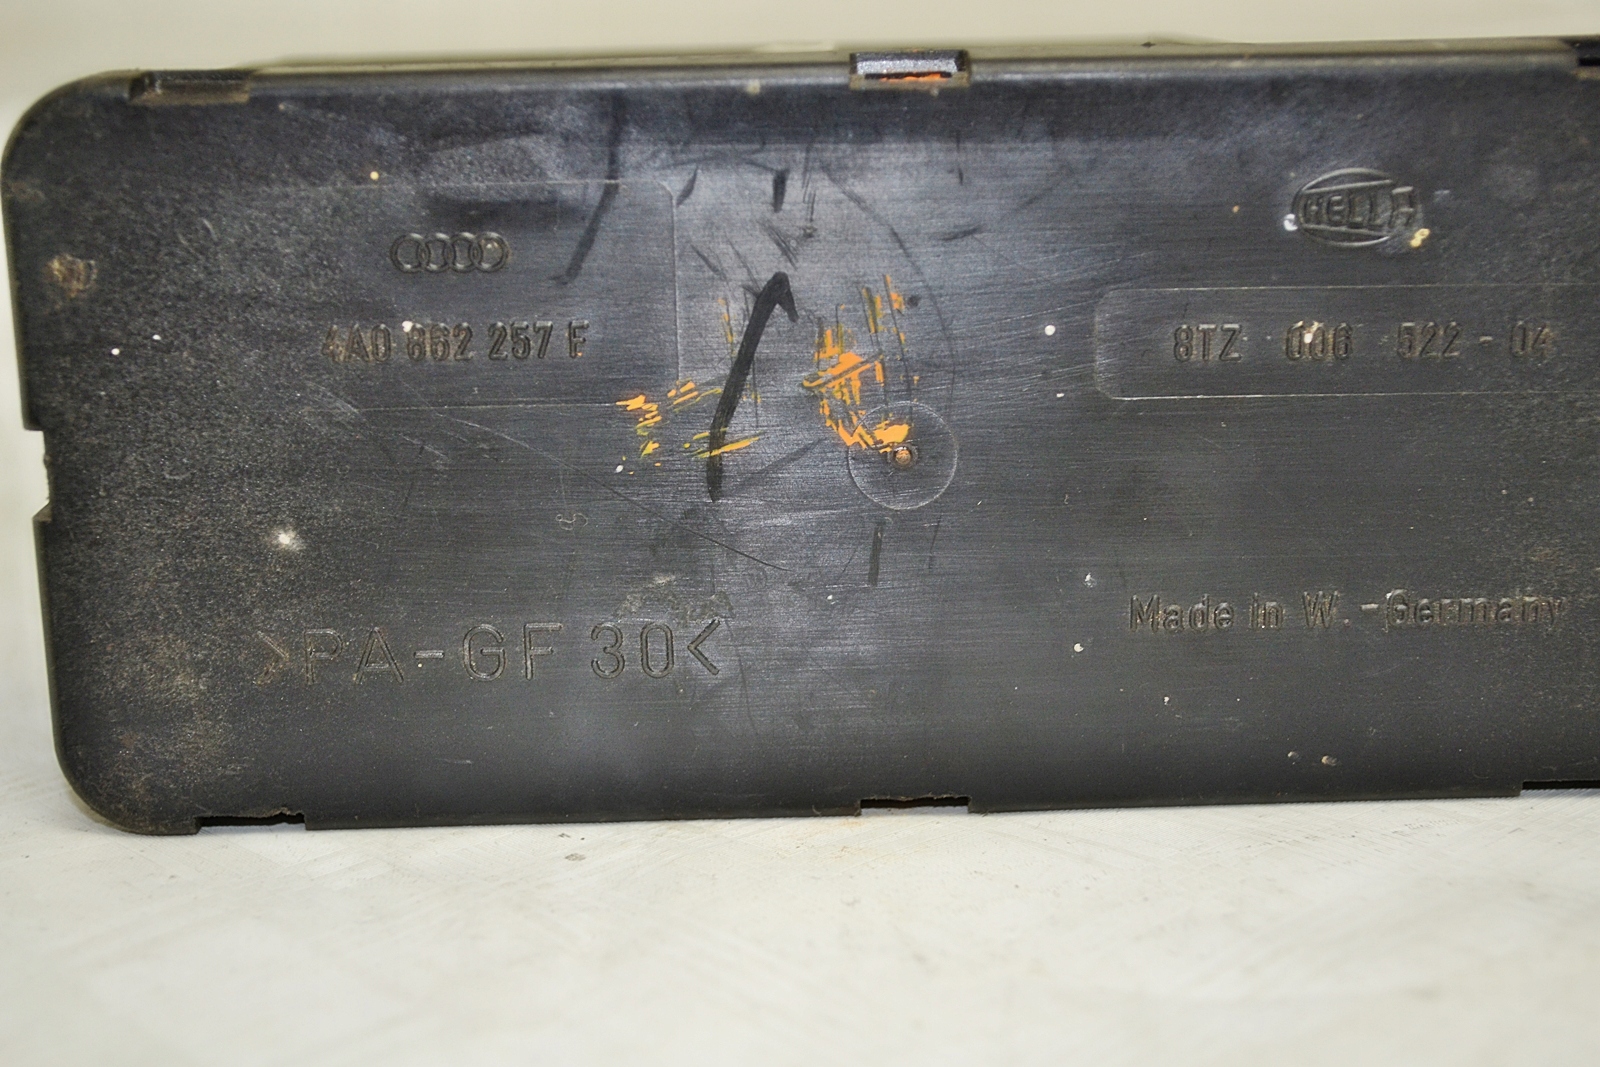 HELLA
4A0 862 257 E
8TZ 006 522 - 04
>PA-GF 30<
Made in W.-Germany